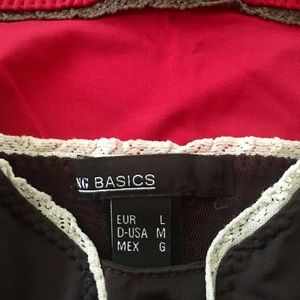 NG BASICS
EUR L
D-USA M
MEX G